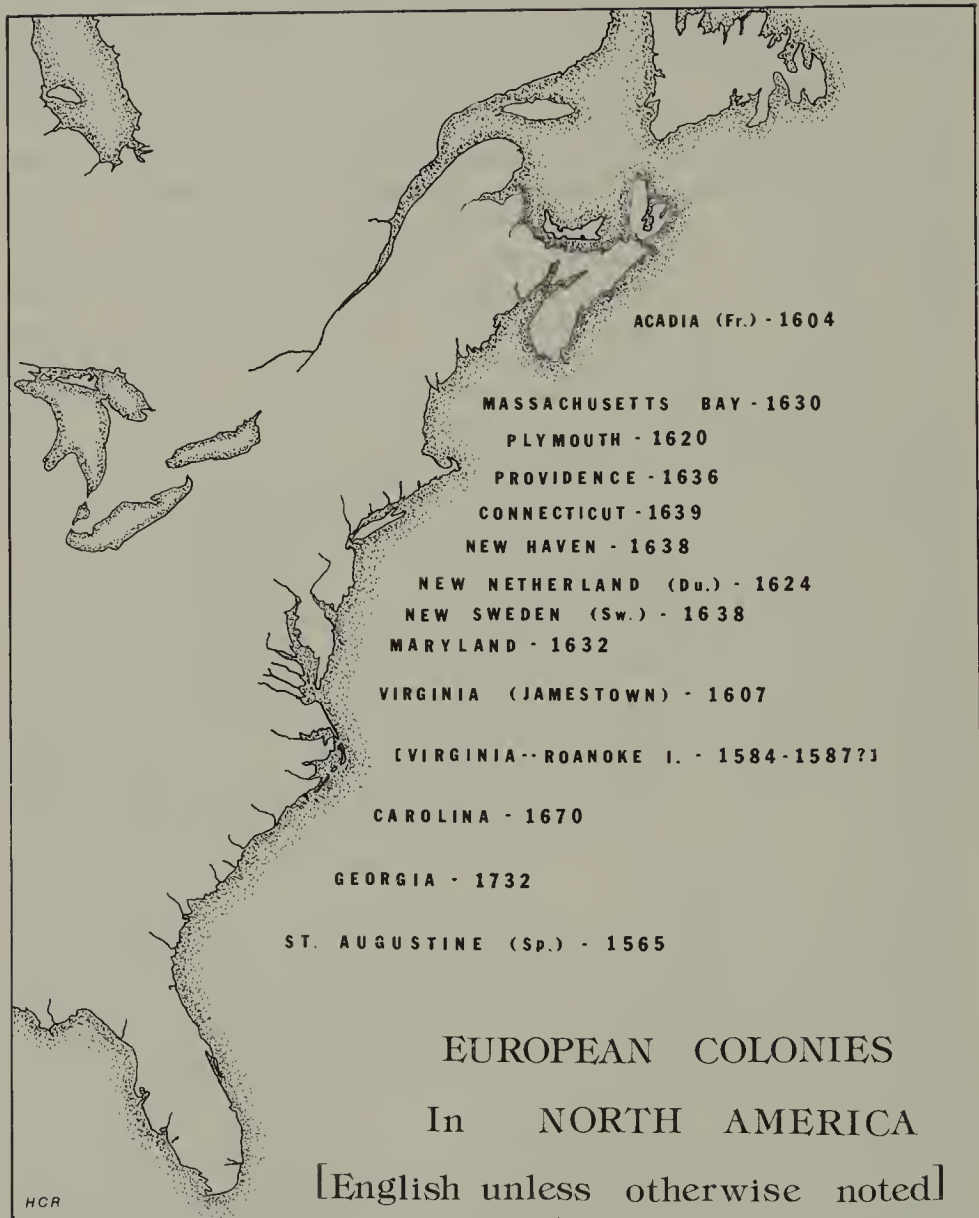 ACADIA (Fr.) - 1604
MASSACHUSETTS BAY - 1630
PLYMOUTH - 1620
PROVIDENCE - 1636
CONNECTICUT - 1639
NEW HAVEN - 1638
NEW NETHERLAND (Du.) - 1624
NEW SWEDEN (Sw.) - 1638
MARYLAND - 1632
VIRGINIA (JAMESTOWN) - 1607
[VIRGINIA--ROANOKE I. - 1584-1587?]
CAROLINA - 1670
GEORGIA - 1732
ST. AUGUSTINE (Sp.) - 1565
EUROPEAN COLONIES
In NORTH AMERICA
[English unless otherwise noted]
HCR